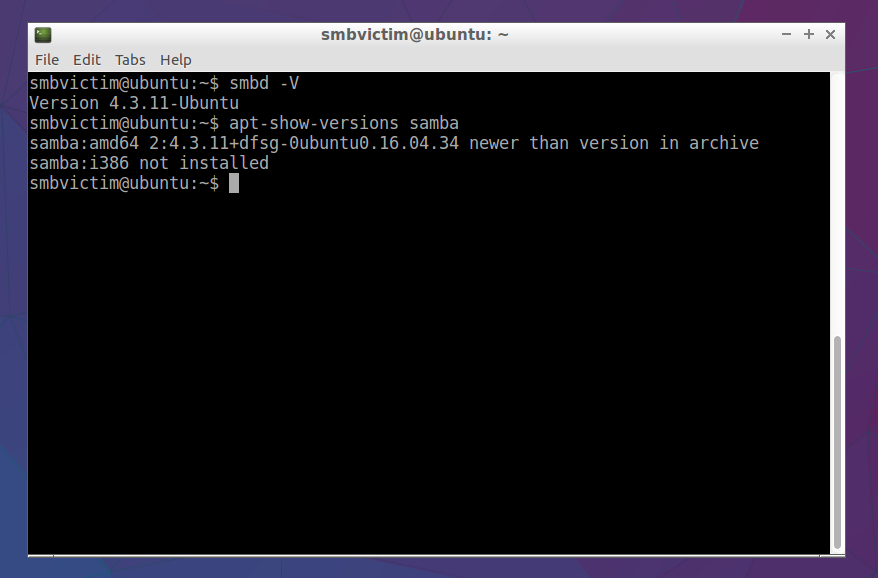 smbvictim@ubuntu: ~
File Edit Tabs Help
smbvictim@ubuntu:~$ smbd -V
Version 4.3.11-Ubuntu
smbvictim@ubuntu:~$ apt-show-versions samba
samba:amd64 2:4.3.11+dfsg-0ubuntu0.16.04.34 newer than version in archive
samba:i386 not installed
smbvictim@ubuntu:~$